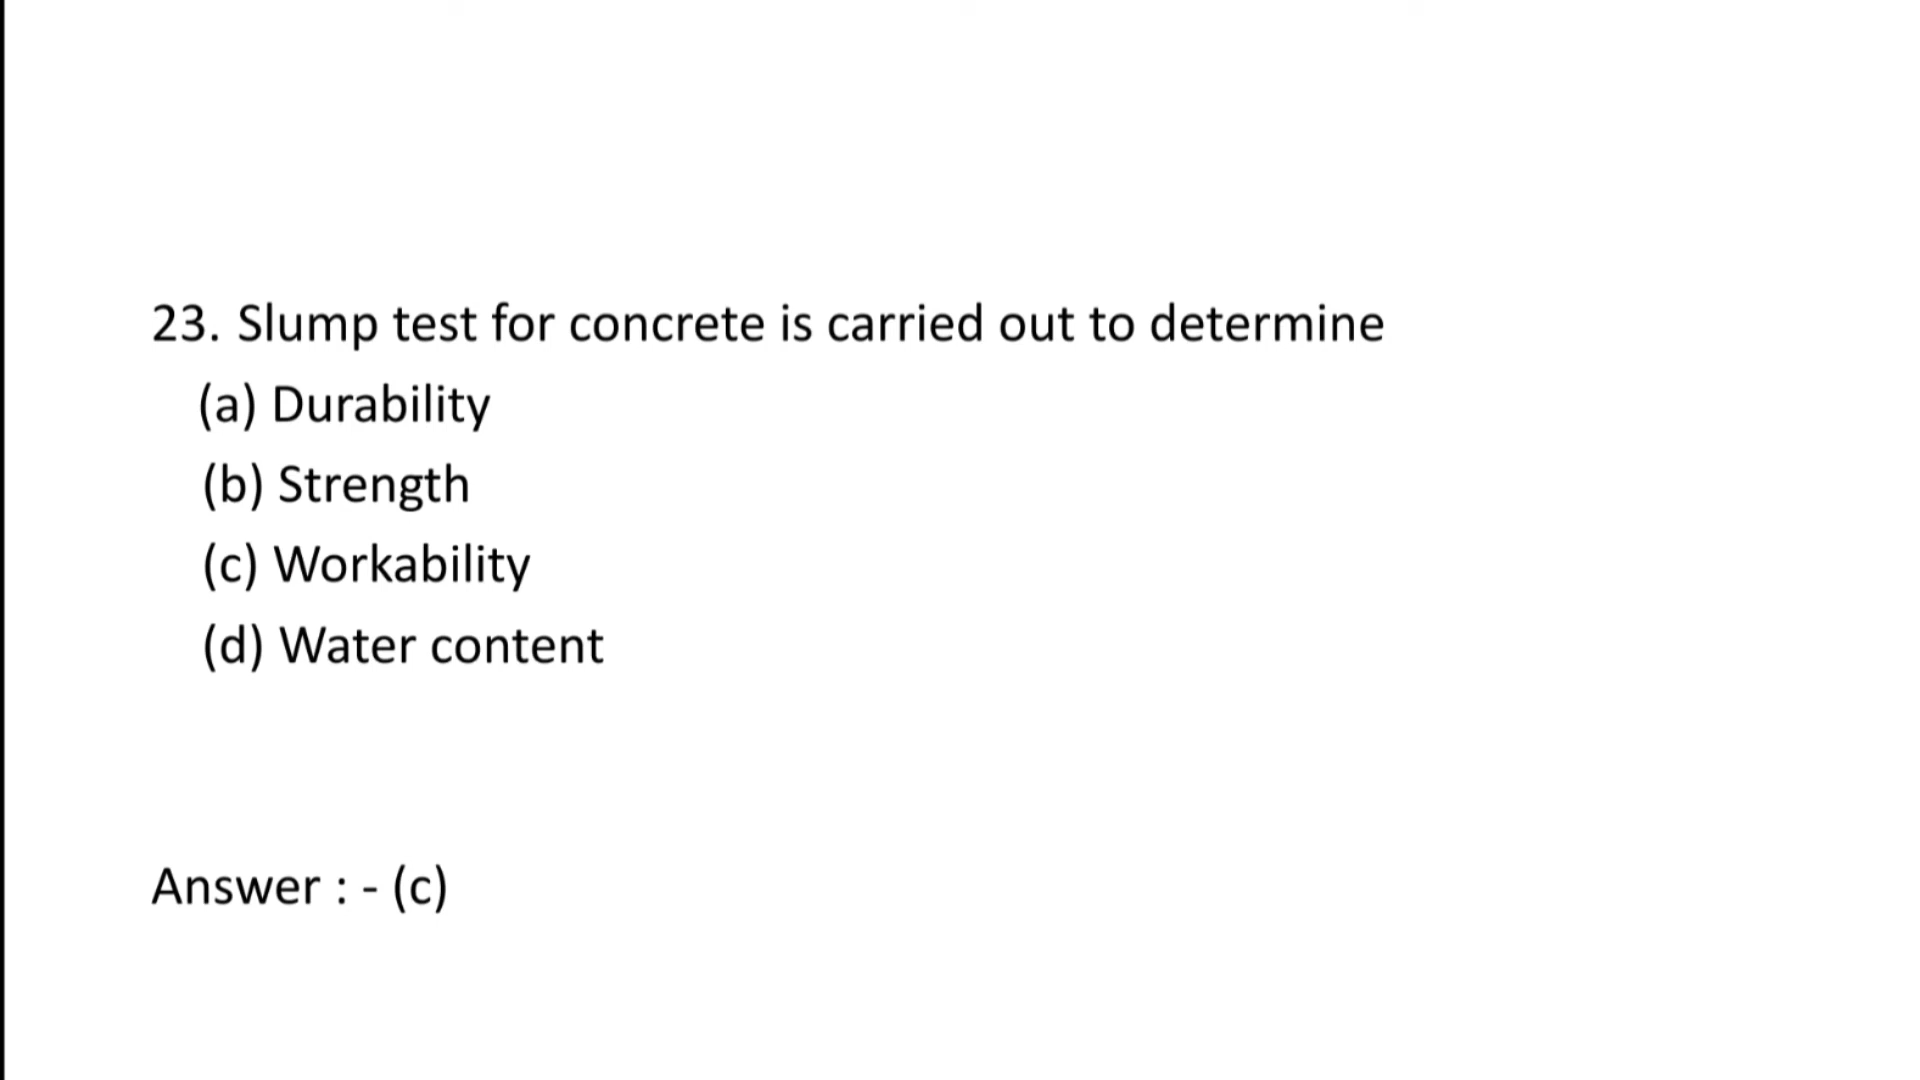 23. Slump test for concrete is carried out to determine
(a) Durability
(b) Strength
(c) Workability
(d) Water content
Answer : - (c)